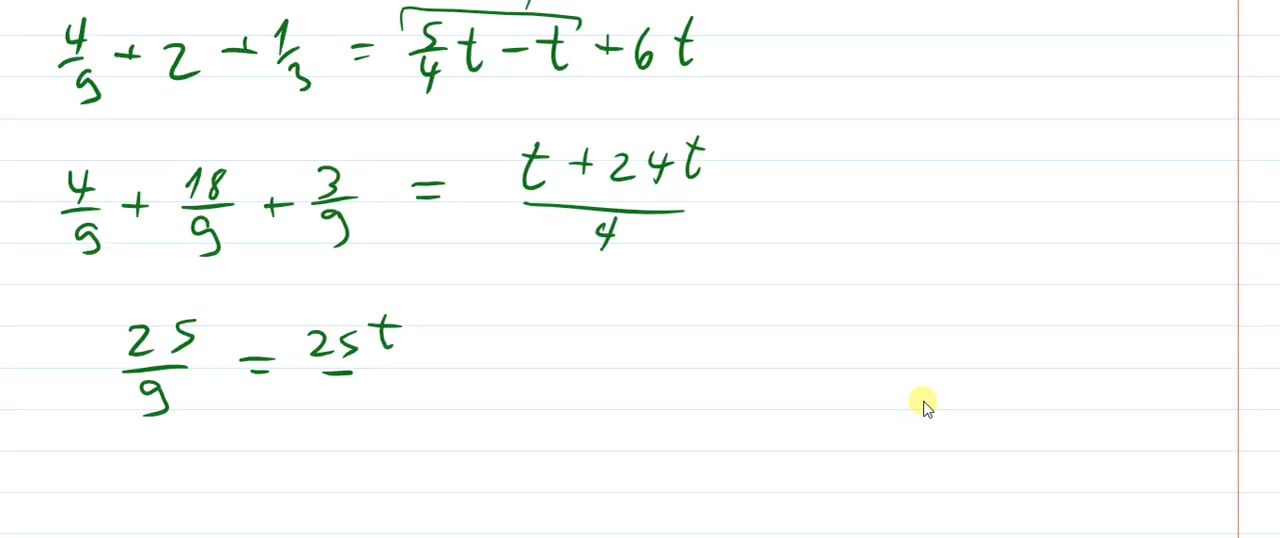 4/9 + 2 + 1/3 = 5/4 t - t + 6t
4/9 + 18/9 + 3/9 = (t + 24t)/4
25/9 = 25t